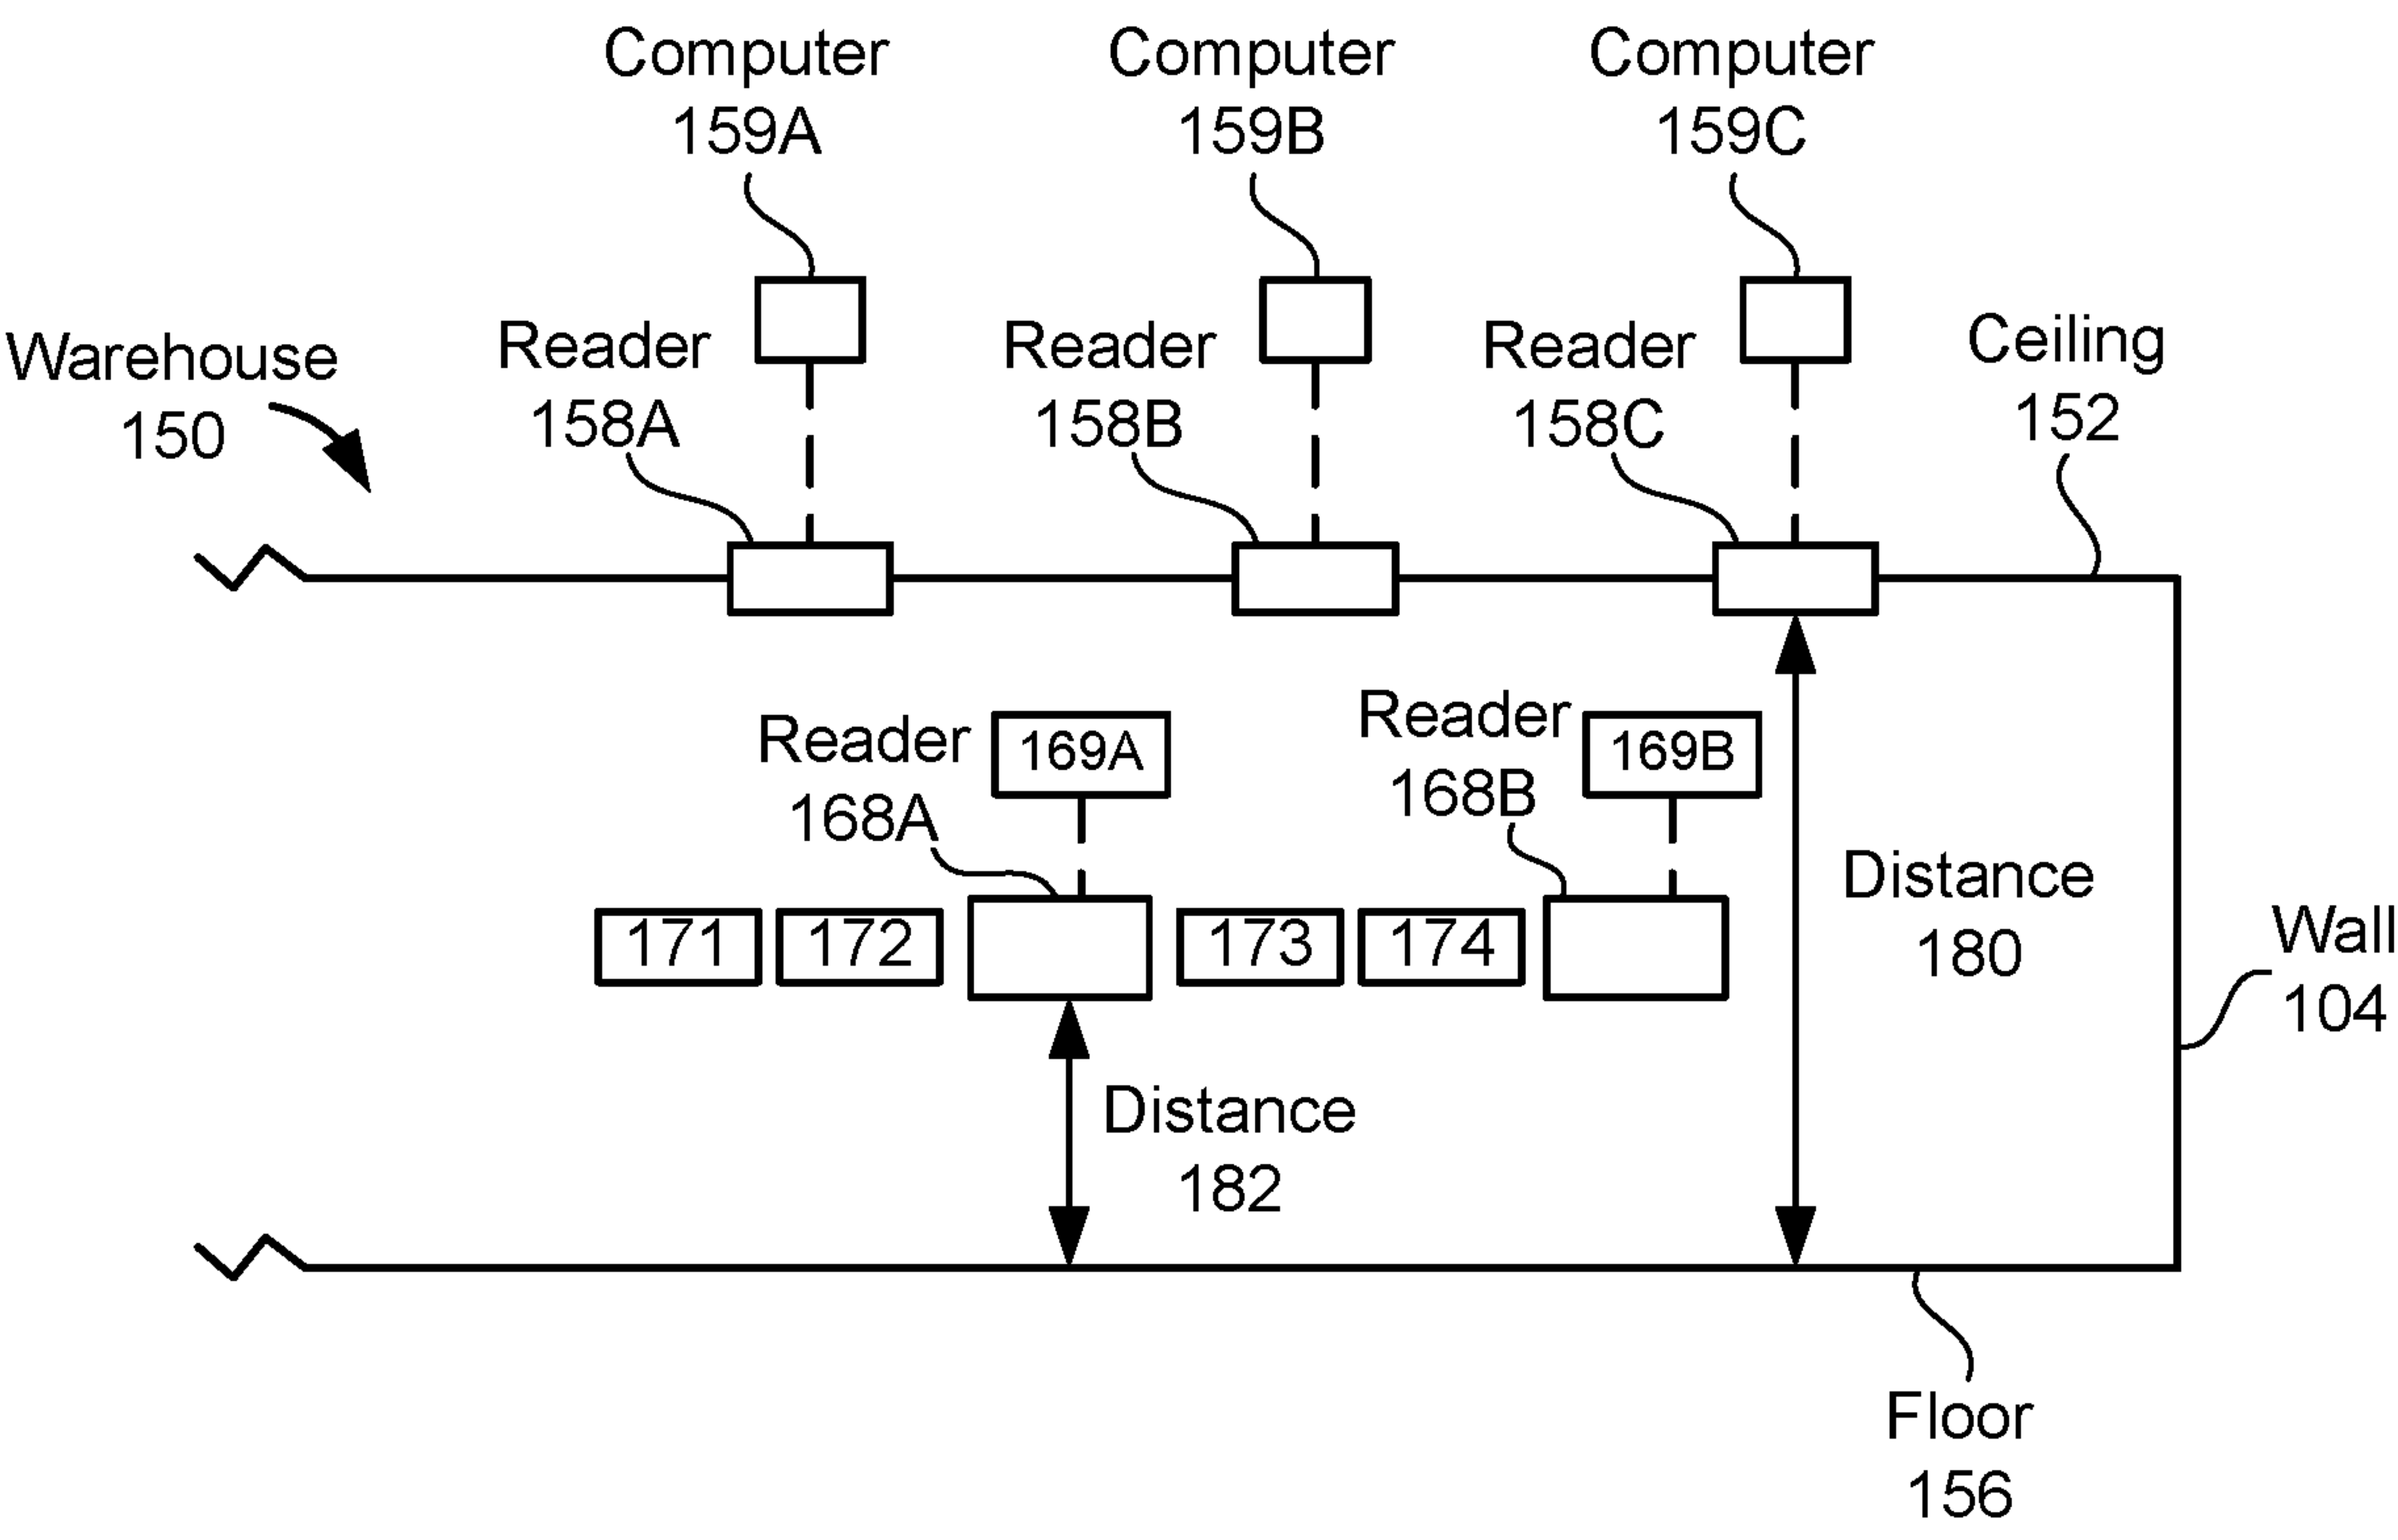 Computer
159A
Computer
159B
Computer
159C
Warehouse
150
Reader
158A
Reader
158B
Reader
158C
Ceiling
152
Reader
168A
169A
Reader
168B
169B
171
172
173
174
Distance
180
Wall
104
Distance
182
Floor
156